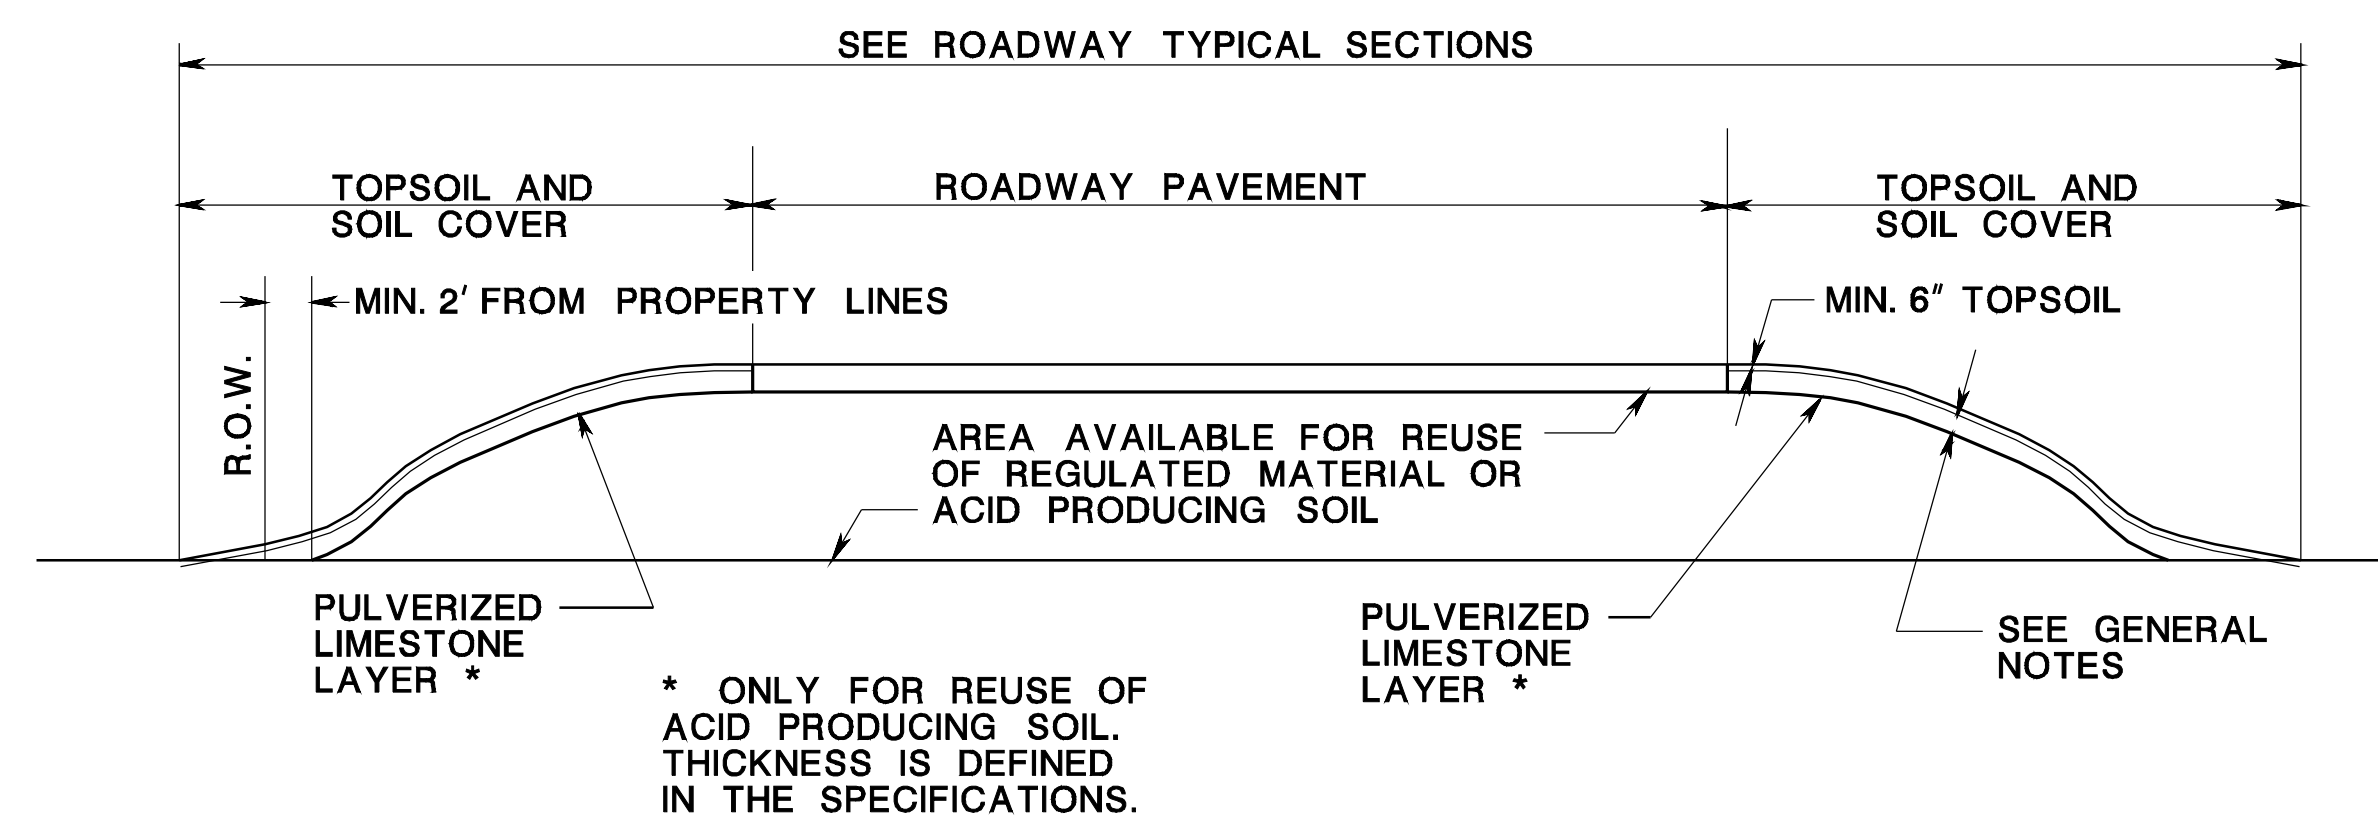 SEE ROADWAY TYPICAL SECTIONS
TOPSOIL AND
SOIL COVER
ROADWAY PAVEMENT
TOPSOIL AND
SOIL COVER
MIN. 2' FROM PROPERTY LINES
MIN. 6" TOPSOIL
R.O.W.
AREA AVAILABLE FOR REUSE
OF REGULATED MATERIAL OR
ACID PRODUCING SOIL
PULVERIZED
LIMESTONE
LAYER *
PULVERIZED
LIMESTONE
LAYER *
SEE GENERAL
NOTES
* ONLY FOR REUSE OF
ACID PRODUCING SOIL.
THICKNESS IS DEFINED
IN THE SPECIFICATIONS.